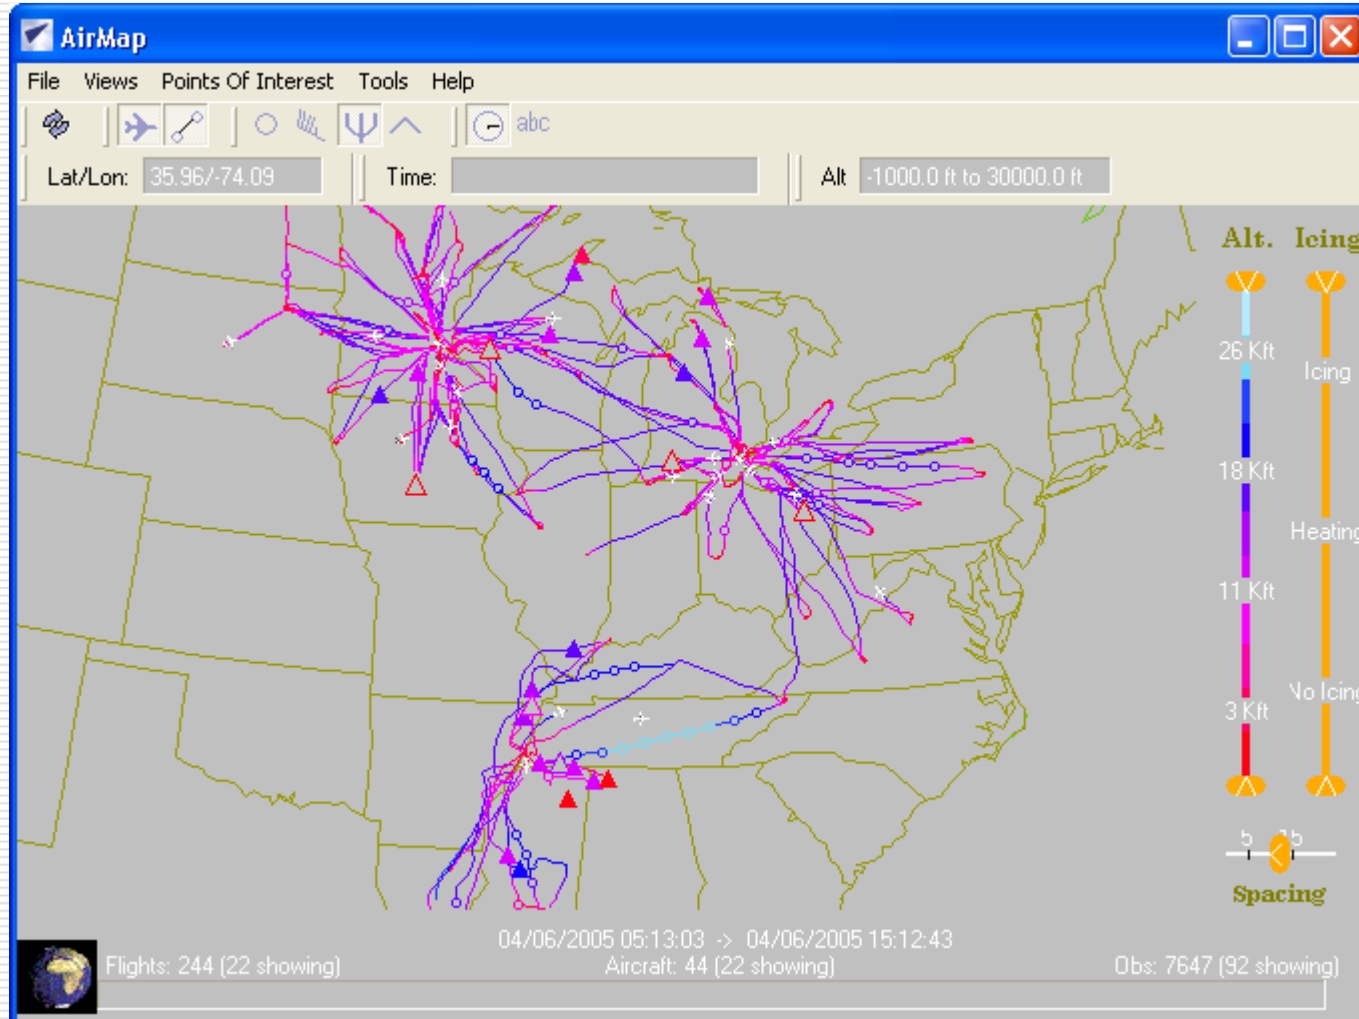 AirMap
File Views Points Of Interest Tools Help
abc
Lat/Lon: 35.96/-74.09 Time: Alt -1000.0 ft to 30000.0 ft
Alt. Icing
26 Kft
Icing
18 Kft
Heating
11 Kft
No Icing
3 Kft
5 15
Spacing
04/06/2005 05:13:03 -> 04/06/2005 15:12:43
Flights: 244 (22 showing) Aircraft: 44 (22 showing) Obs: 7647 (92 showing)